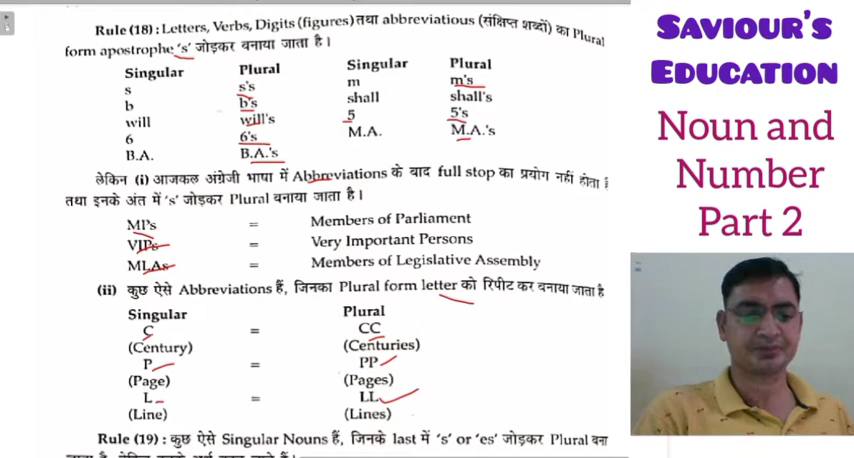 Rule (18) : Letters, Verbs, Digits (figures) तथा abbreviatious (संक्षिप्त शब्दों) का Plural
form apostrophe 's' जोड़कर बनाया जाता है।
Singular Plural Singular Plural
s s's m m's
b b's shall shall's
will will's 5 5's
6 6's M.A. M.A.'s
B.A. B.A.'s
लेकिन (i) आजकल अंग्रेजी भाषा में Abbreviations के बाद full stop का प्रयोग नहीं होता है
तथा इनके अंत में 's' जोड़कर Plural बनाया जाता है।
MPs = Members of Parliament
VIPs = Very Important Persons
MLAs = Members of Legislative Assembly
(ii) कुछ ऐसे Abbreviations हैं, जिनका Plural form letter को रिपीट कर बनाया जाता है
Singular Plural
C = CC
(Century) (Centuries)
P = PP
(Page) (Pages)
L = LL
(Line) (Lines)
Rule (19) : कुछ ऐसे Singular Nouns हैं, जिनके last में 's' or 'es' जोड़कर Plural बना
SAVIOUR'S
EDUCATION
Noun and
Number
Part 2